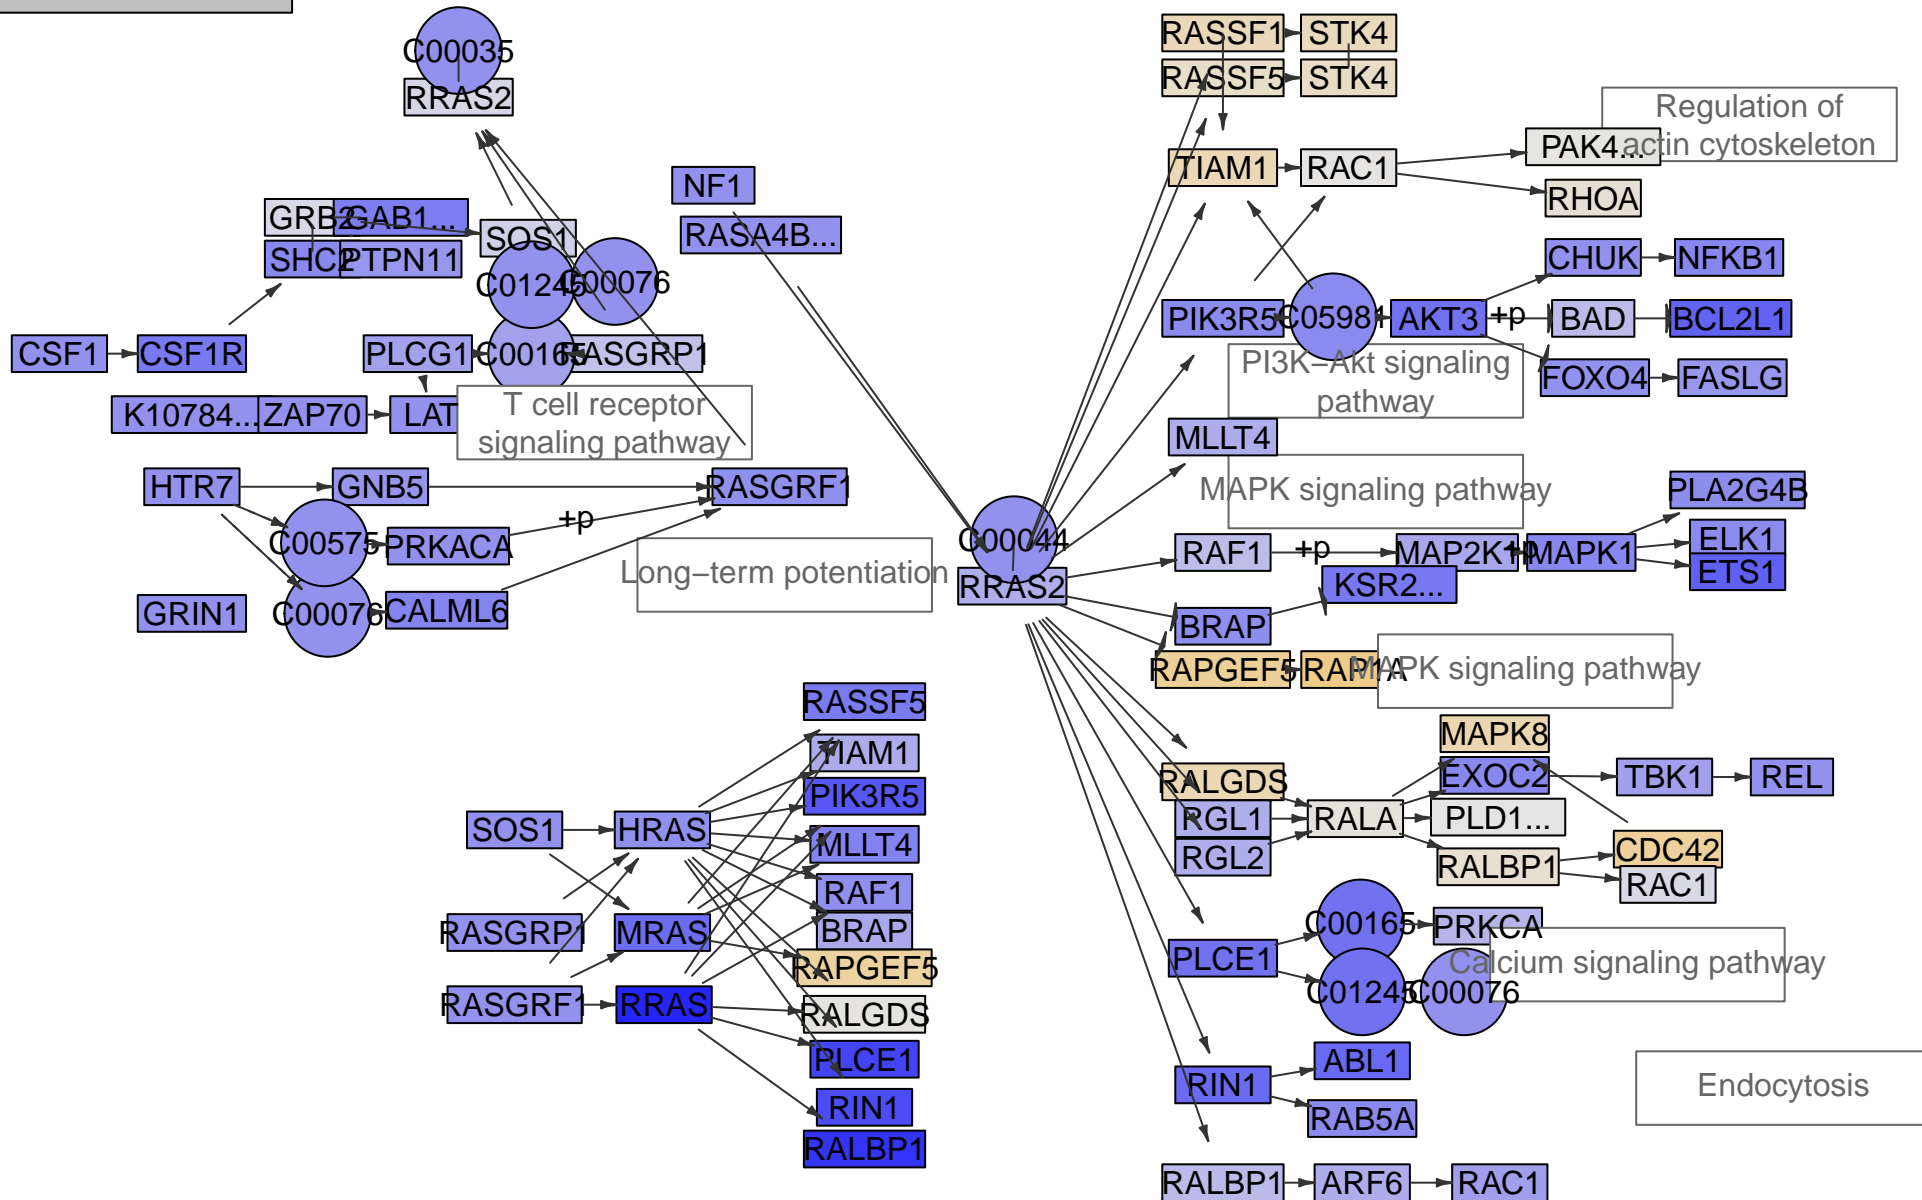 C00035
RRAS2
NF1
RASA4B...
GRB2
GAB1...
SHC2
PTPN11
SOS1
C01245
C00076
CSF1
CSF1R
PLCG1
C00165
RASGRP1
K10784...
ZAP70
LAT
T cell receptor
signaling pathway
HTR7
GNB5
RASGRF1
C00575
PRKACA
+p
GRIN1
C00076
CALML6
Long−term potentiation
C00044
RRAS2
RASSF5
TIAM1
PIK3R5
SOS1
HRAS
MLLT4
RAF1
RASGRP1
MRAS
BRAP
RAPGEF5
RASGRF1
RRAS
RALGDS
PLCE1
RIN1
RALBP1
RASSF1
STK4
RASSF5
STK4
Regulation of
actin cytoskeleton
PAK4...
TIAM1
RAC1
RHOA
CHUK
NFKB1
PIK3R5
C05981
AKT3
+p
BAD
BCL2L1
PI3K−Akt signaling
pathway
FOXO4
FASLG
MLLT4
MAPK signaling pathway
PLA2G4B
RAF1
+p
MAP2K1
+p
MAPK1
ELK1
ETS1
KSR2...
BRAP
RAPGEF5
RAP1A
MAPK signaling pathway
MAPK8
RALGDS
EXOC2
TBK1
REL
RGL1
RALA
PLD1...
RGL2
RALBP1
CDC42
RAC1
C00165
PRKCA
PLCE1
Calcium signaling pathway
C01245
C00076
ABL1
RIN1
RAB5A
Endocytosis
RALBP1
ARF6
RAC1